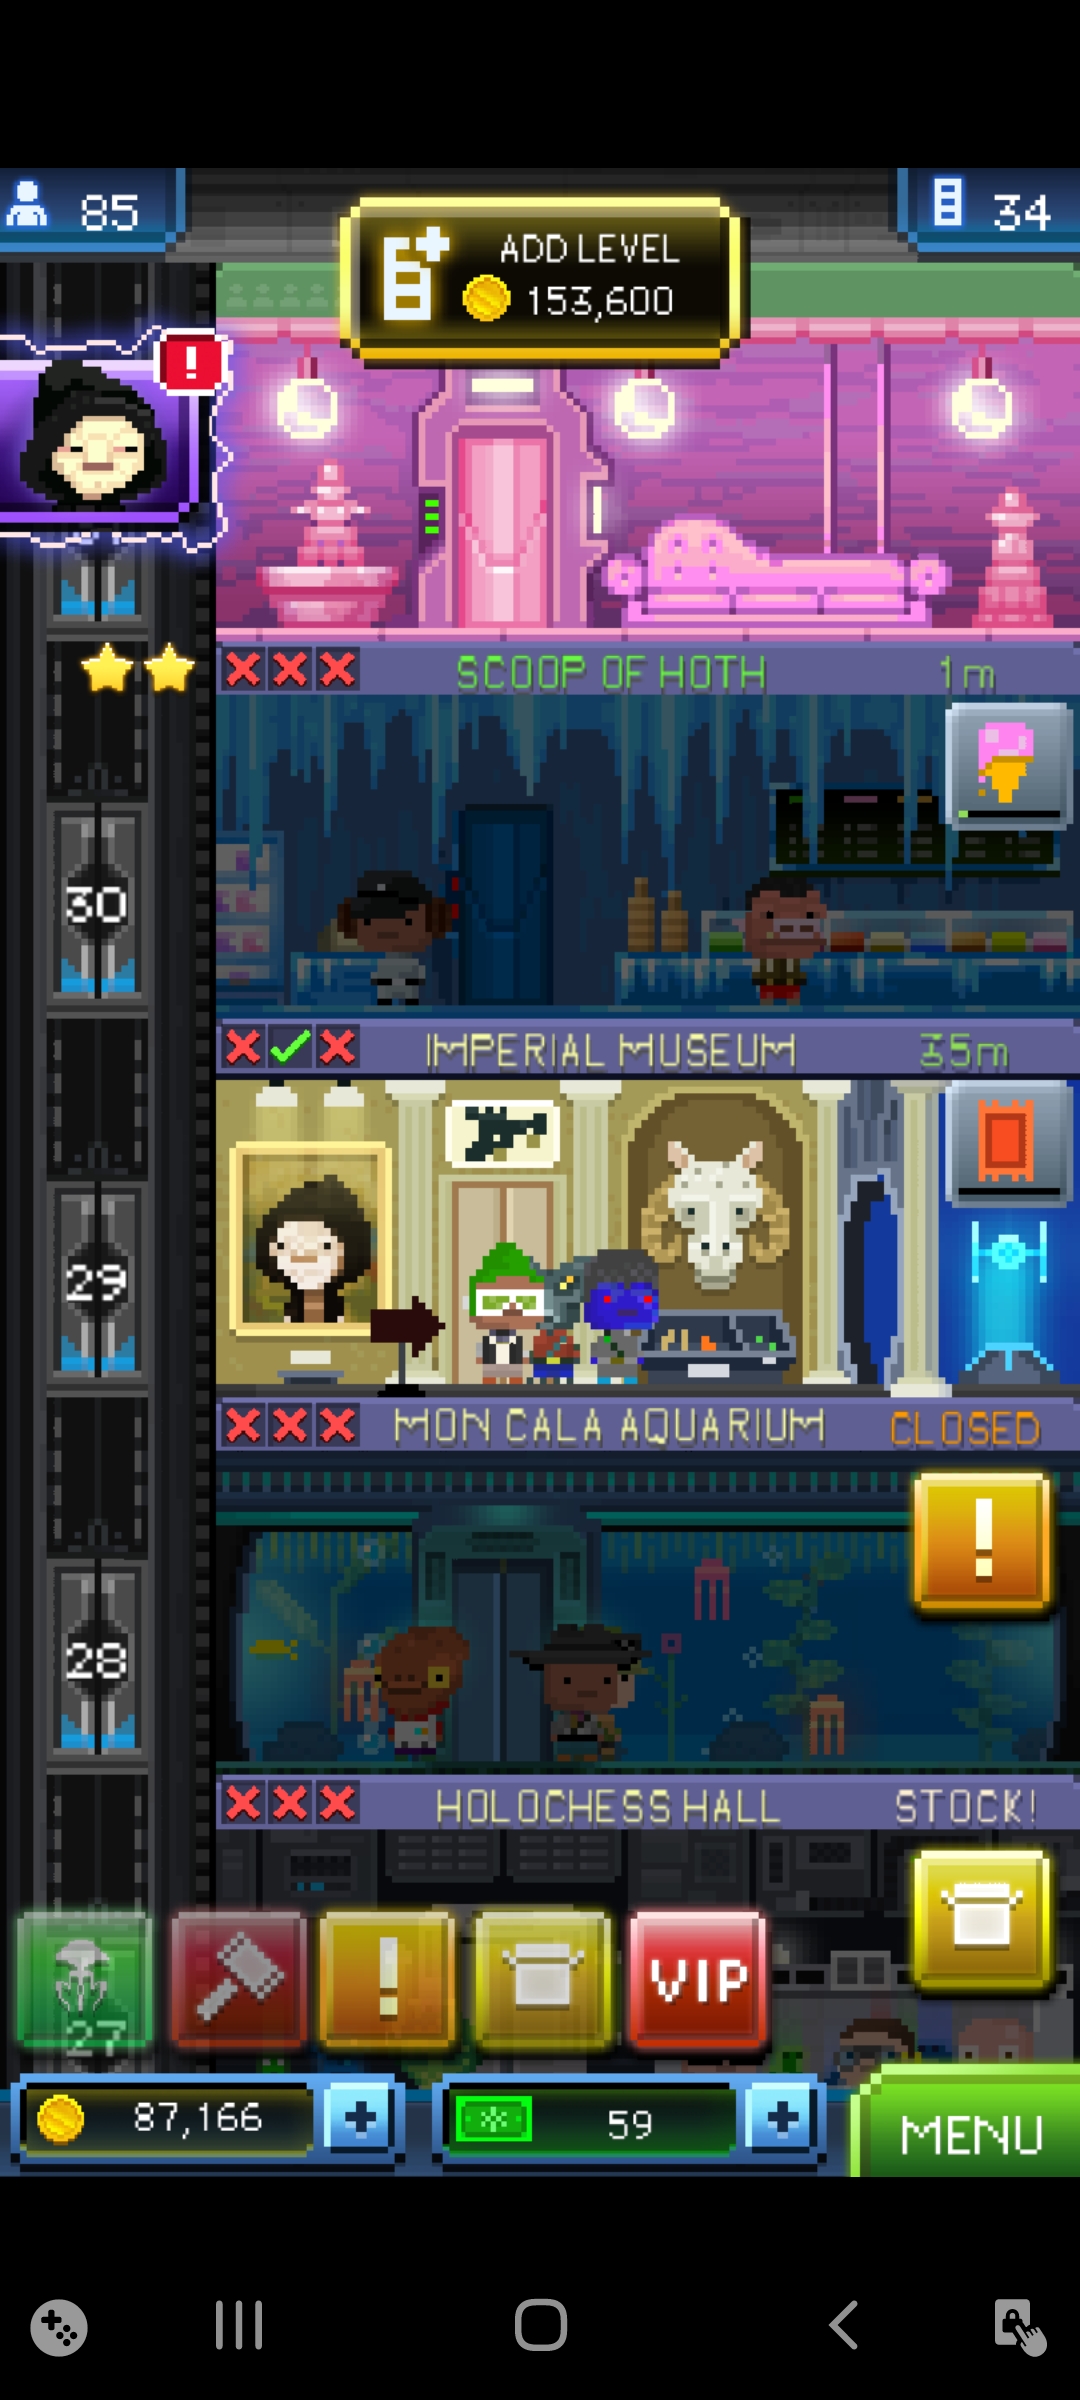 85
34
ADD LEVEL
153,600
!
SCOOP OF HOTH 1m
30
IMPERIAL MUSEUM 35m
29
MON CALA AQUARIUM CLOSED
!
28
HOLOCHESS HALL STOCK!
! VIP
27
87,166 + 59 + MENU